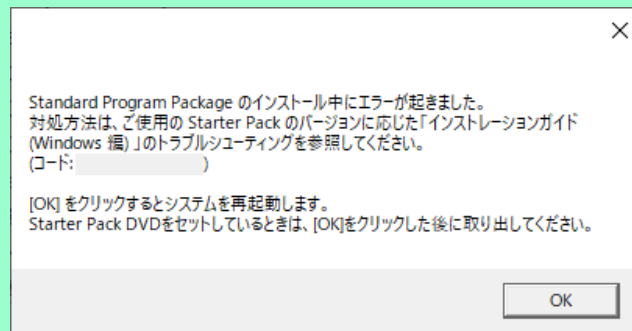 Standard Program Package のインストール中にエラーが起きました。
対処方法は、ご使用の Starter Pack のバージョンに応じた「インストレーションガイド
(Windows 編) 」のトラブルシューティングを参照してください。
(コード: )
[OK] をクリックするとシステムを再起動します。
Starter Pack DVDをセットしているときは、[OK]をクリックした後に取り出してください。
OK